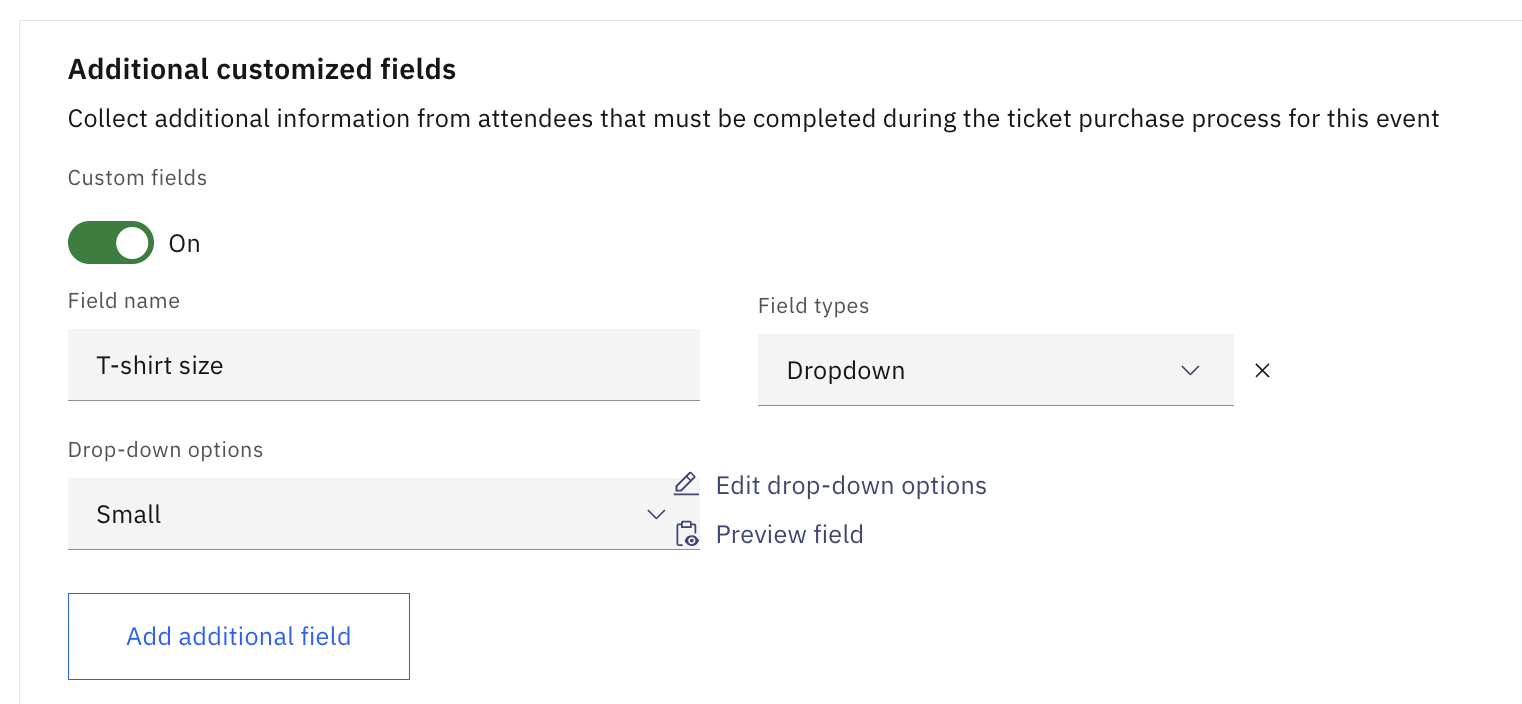 Additional customized fields
Collect additional information from attendees that must be completed during the ticket purchase process for this event
Custom fields
On
Field name
Field types
T-shirt size
Dropdown
Drop-down options
Small
Edit drop-down options
Preview field
Add additional field